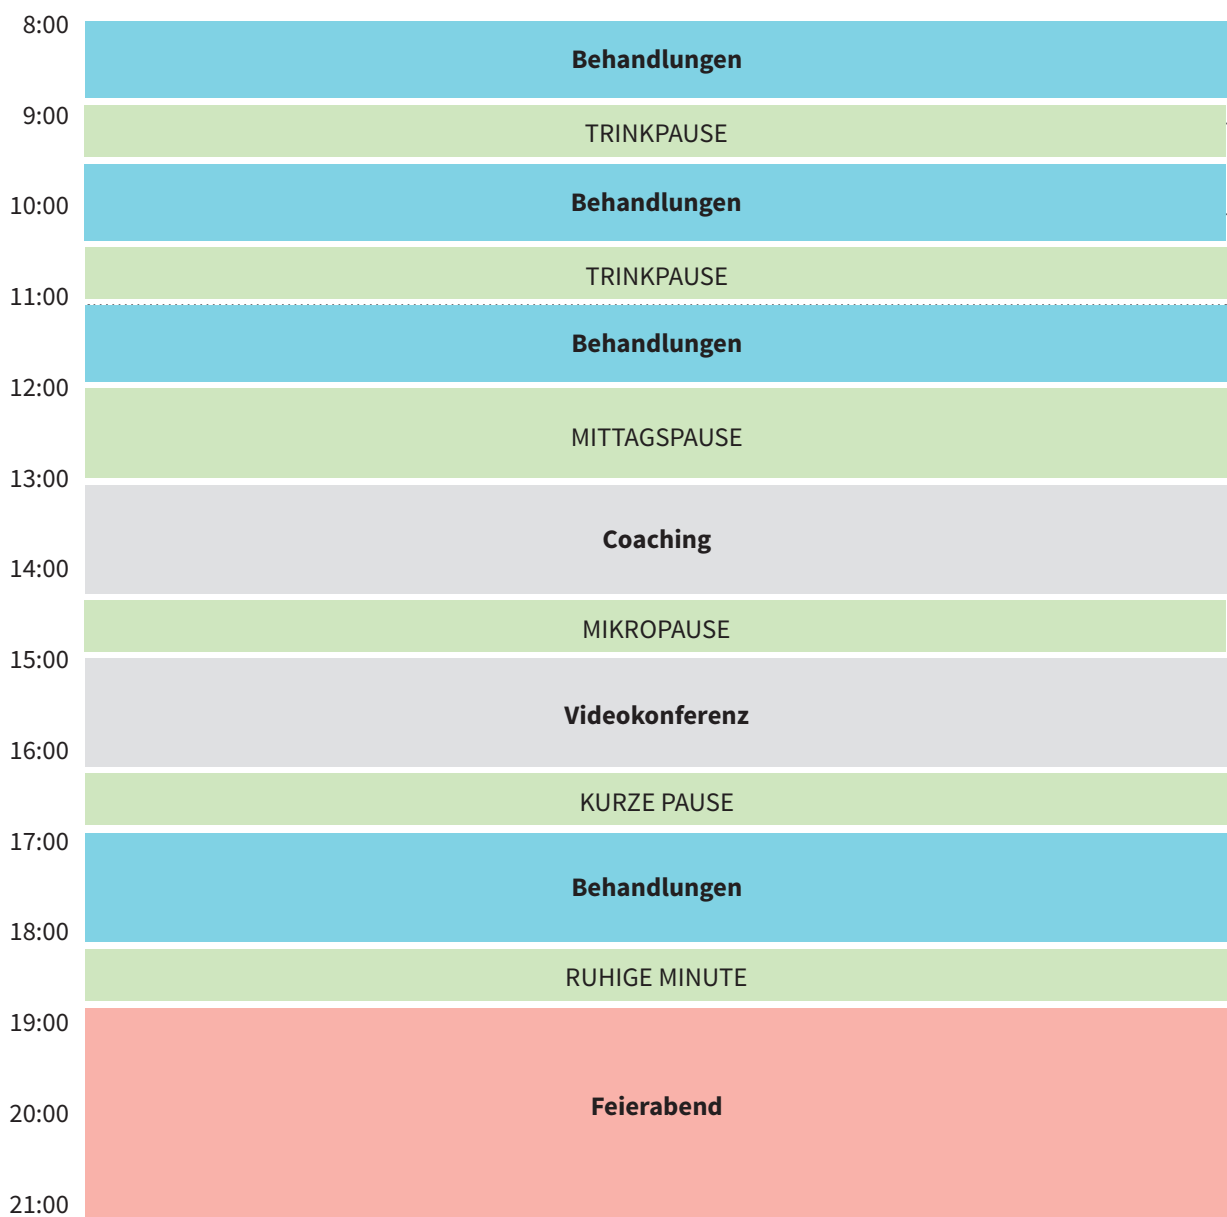 8:00
Behandlungen
9:00
TRINKPAUSE
10:00
Behandlungen
TRINKPAUSE
11:00
Behandlungen
12:00
MITTAGSPAUSE
13:00
Coaching
14:00
MIKROPAUSE
15:00
Videokonferenz
16:00
KURZE PAUSE
17:00
Behandlungen
18:00
RUHIGE MINUTE
19:00
Feierabend
20:00
21:00